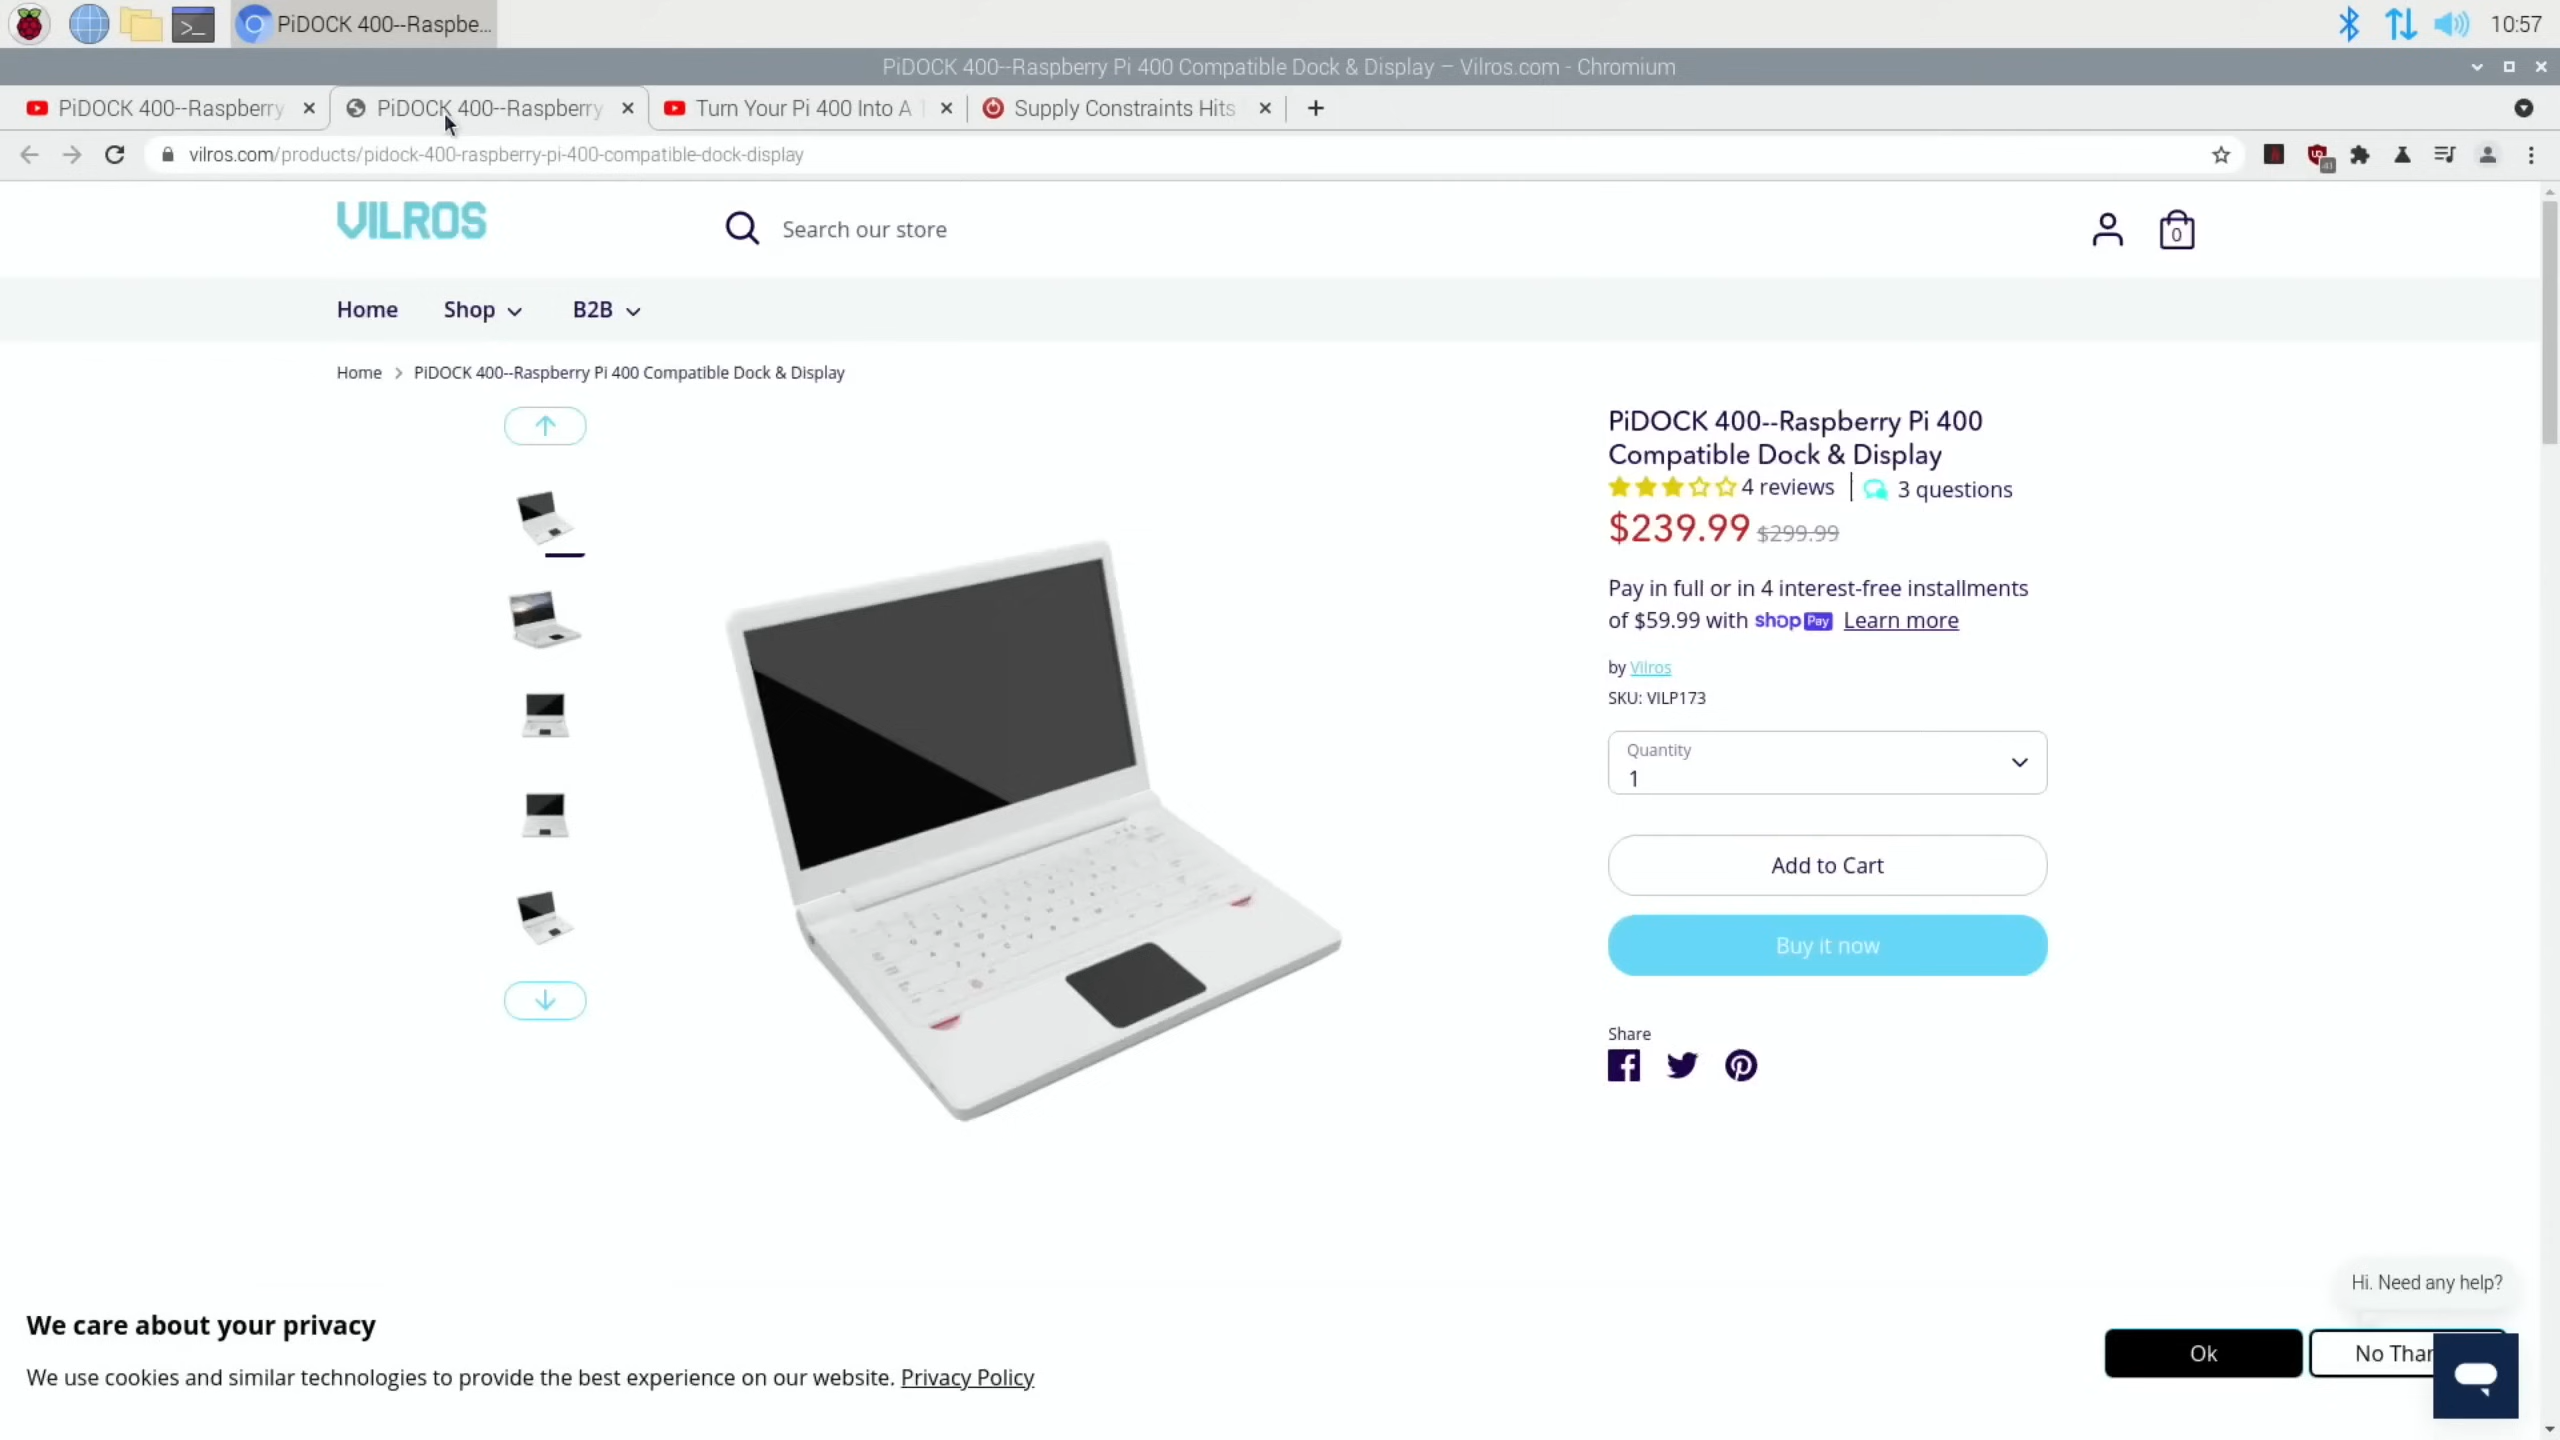 PiDOCK 400--Raspbe...
10:57
PiDOCK 400--Raspberry Pi 400 Compatible Dock & Display – Vilros.com - Chromium
PiDOCK 400--Raspberry
PiDOCK 400--Raspberry
Turn Your Pi 400 Into A
Supply Constraints Hits
vilros.com/products/pidock-400-raspberry-pi-400-compatible-dock-display
VILROS
Search our store
0
Home
Shop
B2B
Home > PiDOCK 400--Raspberry Pi 400 Compatible Dock & Display
PiDOCK 400--Raspberry Pi 400
Compatible Dock & Display
4 reviews
3 questions
$239.99 $299.99
Pay in full or in 4 interest-free installments
of $59.99 with shop Pay Learn more
by Vilros
SKU: VILP173
Quantity
1
Add to Cart
Buy it now
Share
Hi. Need any help?
We care about your privacy
We use cookies and similar technologies to provide the best experience on our website. Privacy Policy
Ok
No Than